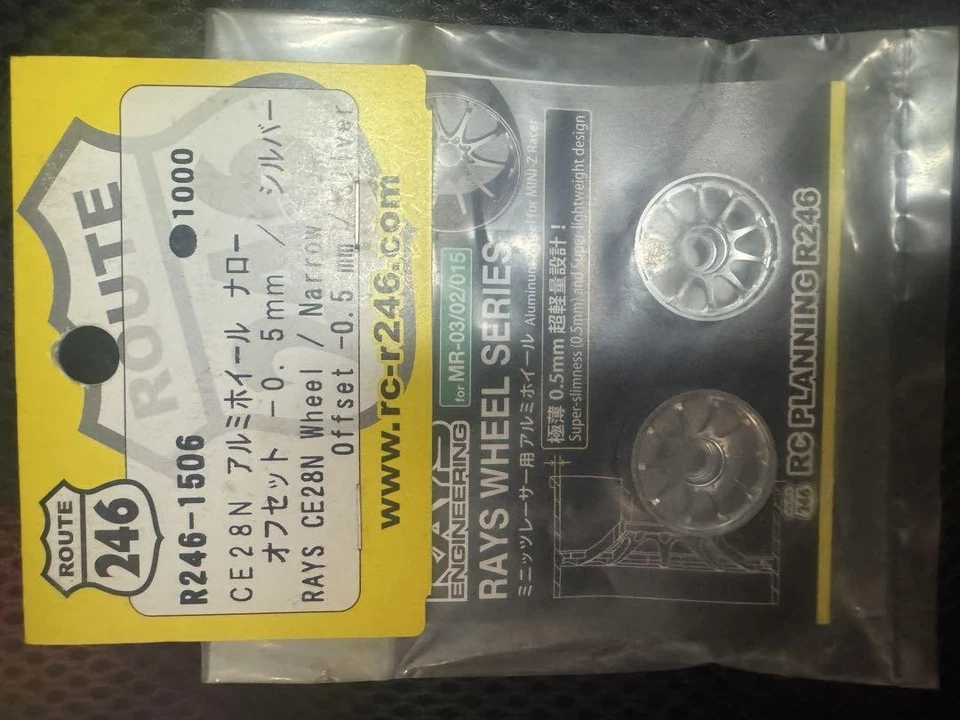 ROUTE
ROUTE
246
R246-1506
●1000
CE28N アルミホイール ナロー
オフセット −0.5mm / シルバー
RAYS CE28N Wheel / Narrow
Offset -0.5 mm / Silver
www.rc-r246.com
for MR-03/02/015
RAYS
ENGINEERING
RAYS WHEEL SERIES
ミニッツレーサー用 アルミホイール Aluminum for MINI-Z Racer
極薄 0.5mm 超軽量設計!
Super-slimness (0.5mm) and Super lightweight design
246
RC PLANNING R246